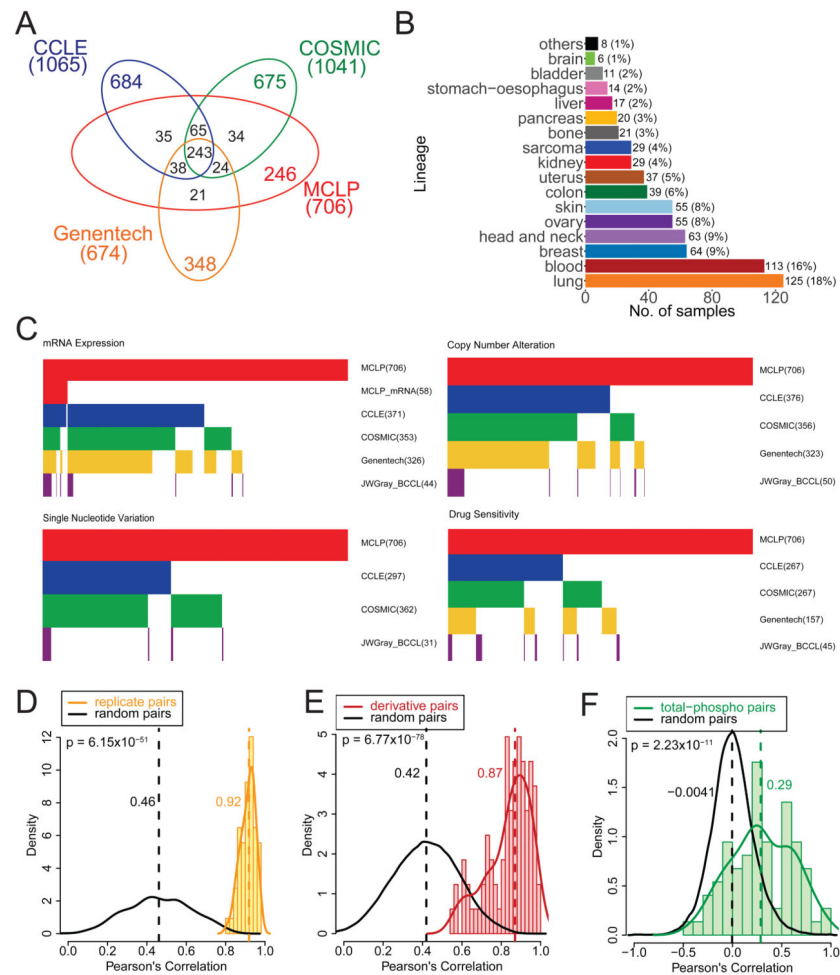 A
CCLE
(1065)
COSMIC
(1041)
684
675
35
65
34
243
38
24
246
21
MCLP
(706)
Genentech
(674)
348
B
Lineage
others
8 (1%)
brain
6 (1%)
bladder
11 (2%)
stomach−oesophagus
14 (2%)
liver
17 (2%)
pancreas
20 (3%)
bone
21 (3%)
sarcoma
29 (4%)
kidney
29 (4%)
uterus
37 (5%)
colon
39 (6%)
skin
55 (8%)
ovary
55 (8%)
head and neck
63 (9%)
breast
64 (9%)
blood
113 (16%)
lung
125 (18%)
0 40 80 120
No. of samples
C
mRNA Expression
MCLP(706)
MCLP_mRNA(58)
CCLE(371)
COSMIC(353)
Genentech(326)
JWGray_BCCL(44)
Copy Number Alteration
MCLP(706)
CCLE(376)
COSMIC(356)
Genentech(323)
JWGray_BCCL(50)
Single Nucleotide Variation
MCLP(706)
CCLE(297)
COSMIC(362)
JWGray_BCCL(31)
Drug Sensitivity
MCLP(706)
CCLE(267)
COSMIC(267)
Genentech(157)
JWGray_BCCL(45)
D
replicate pairs
random pairs
p = 6.15x10−51
0.46
0.92
Density
12
10
8
6
4
2
0
0.0 0.2 0.4 0.6 0.8 1.0
Pearson's Correlation
E
derivative pairs
random pairs
p = 6.77x10−78
0.42
0.87
Density
5
4
3
2
1
0
0.0 0.2 0.4 0.6 0.8 1.0
Pearson's Correlation
F
total−phospho pairs
random pairs
p = 2.23x10−11
−0.0041
0.29
Density
2.0
1.5
1.0
0.5
0.0
−1.0 −0.5 0.0 0.5 1.0
Pearson's Correlation